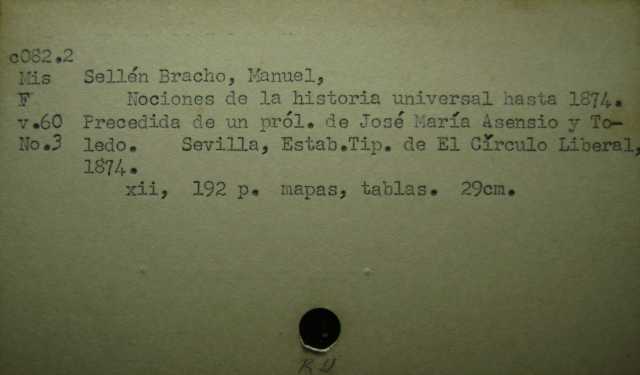 c082.2
Mis Sellén Bracho, Manuel,
F Nociones de la historia universal hasta 1874.
v.60 Precedida de un pról. de José María Asensio y To-
No.3 ledo. Sevilla, Estab.Tip. de El Círculo Liberal,
1874.
xii, 192 p. mapas, tablas. 29cm.